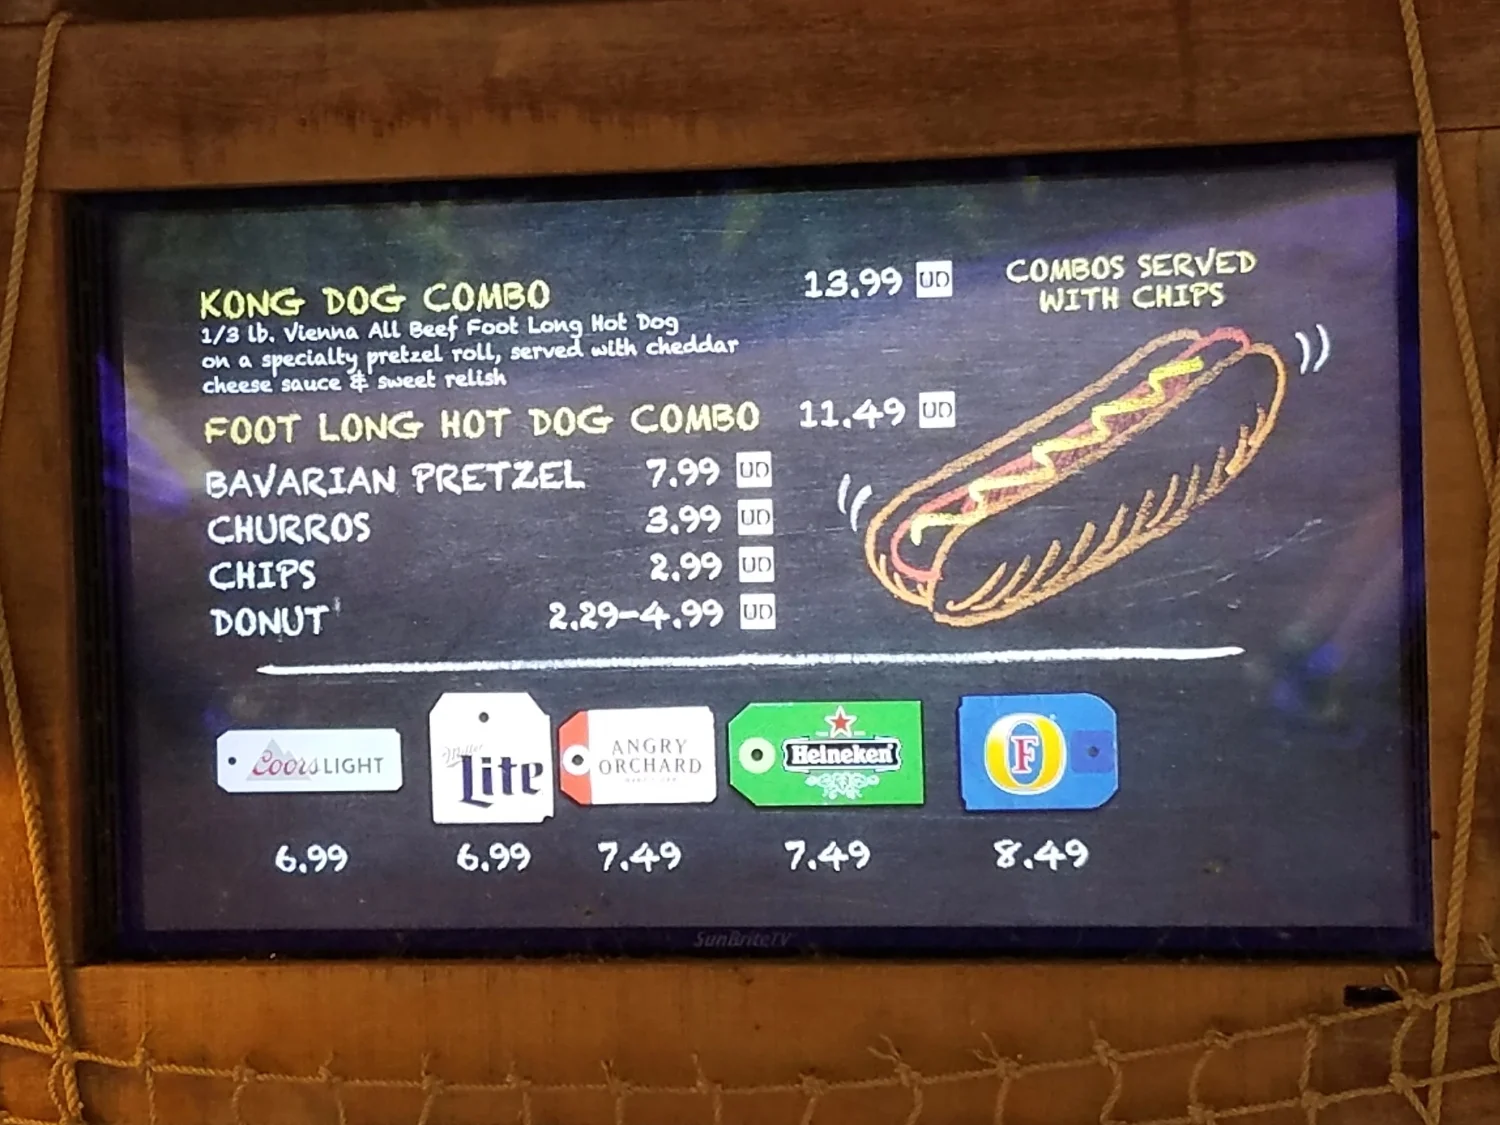 KONG DOG COMBO 13.99 UD
1/3 lb. Vienna All Beef Foot Long Hot Dog
on a specialty pretzel roll, served with cheddar
cheese sauce & sweet relish
FOOT LONG HOT DOG COMBO 11.49 UD
BAVARIAN PRETZEL 7.99 UD
CHURROS 3.99 UD
CHIPS 2.99 UD
DONUT 2.29-4.99 UD
COMBOS SERVED
WITH CHIPS
Coors LIGHT
6.99
Miller
Lite
6.99
ANGRY
ORCHARD
7.49
Heineken
7.49
F
8.49
SunBriteTV